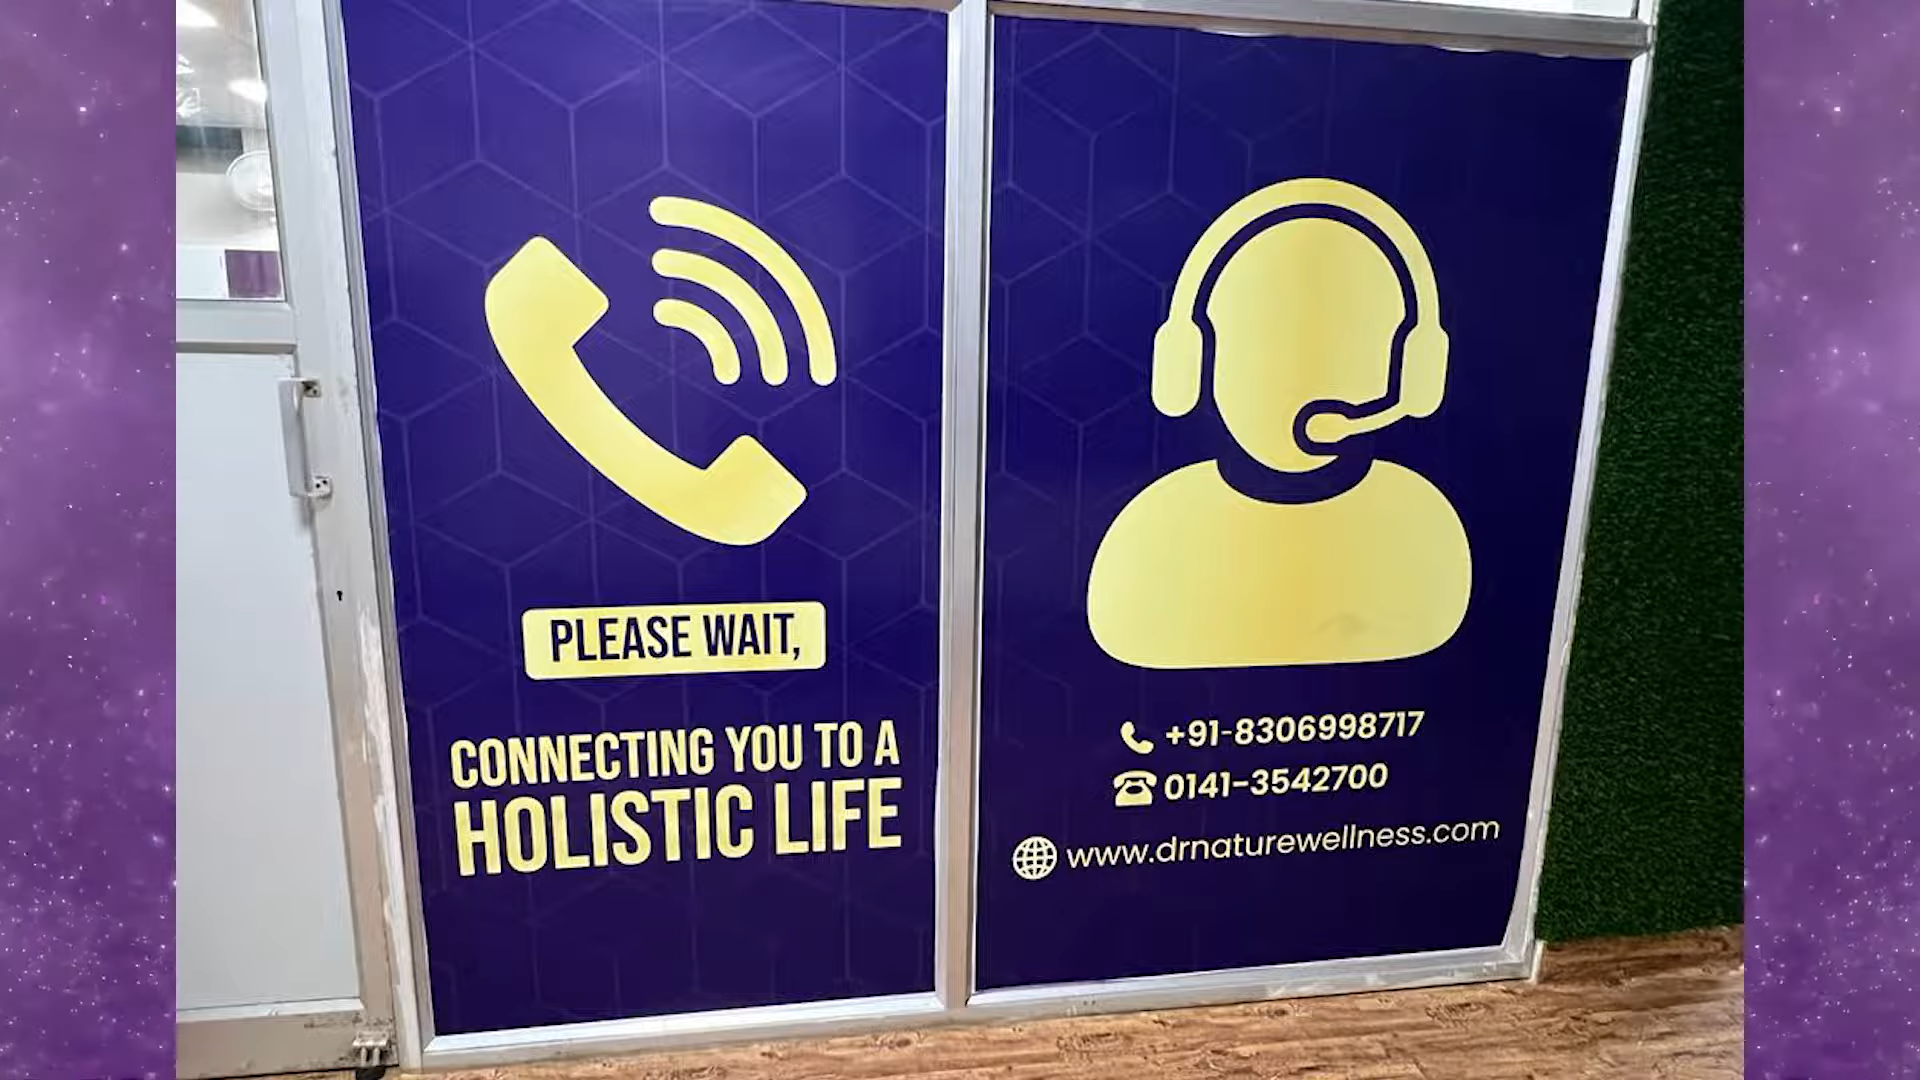 PLEASE WAIT,
CONNECTING YOU TO A
HOLISTIC LIFE
+91-8306998717
0141-3542700
www.drnaturewellness.com